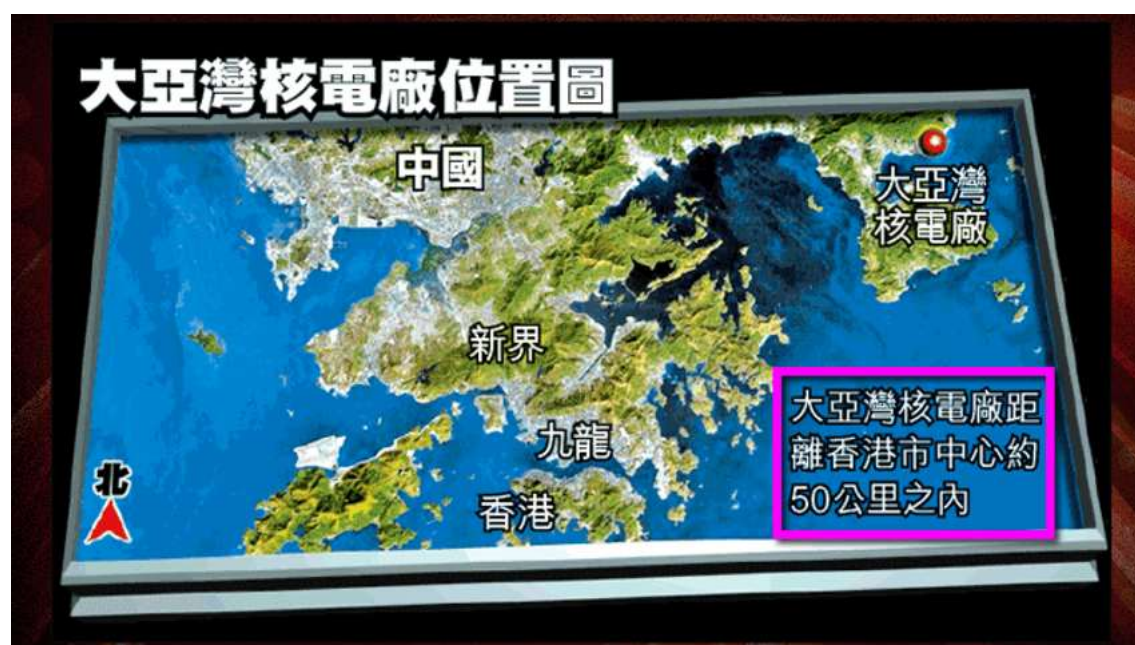 大亞灣核電廠位置圖
中國
大亞灣
核電廠
新界
九龍
香港
北
大亞灣核電廠距
離香港市中心約
50公里之內